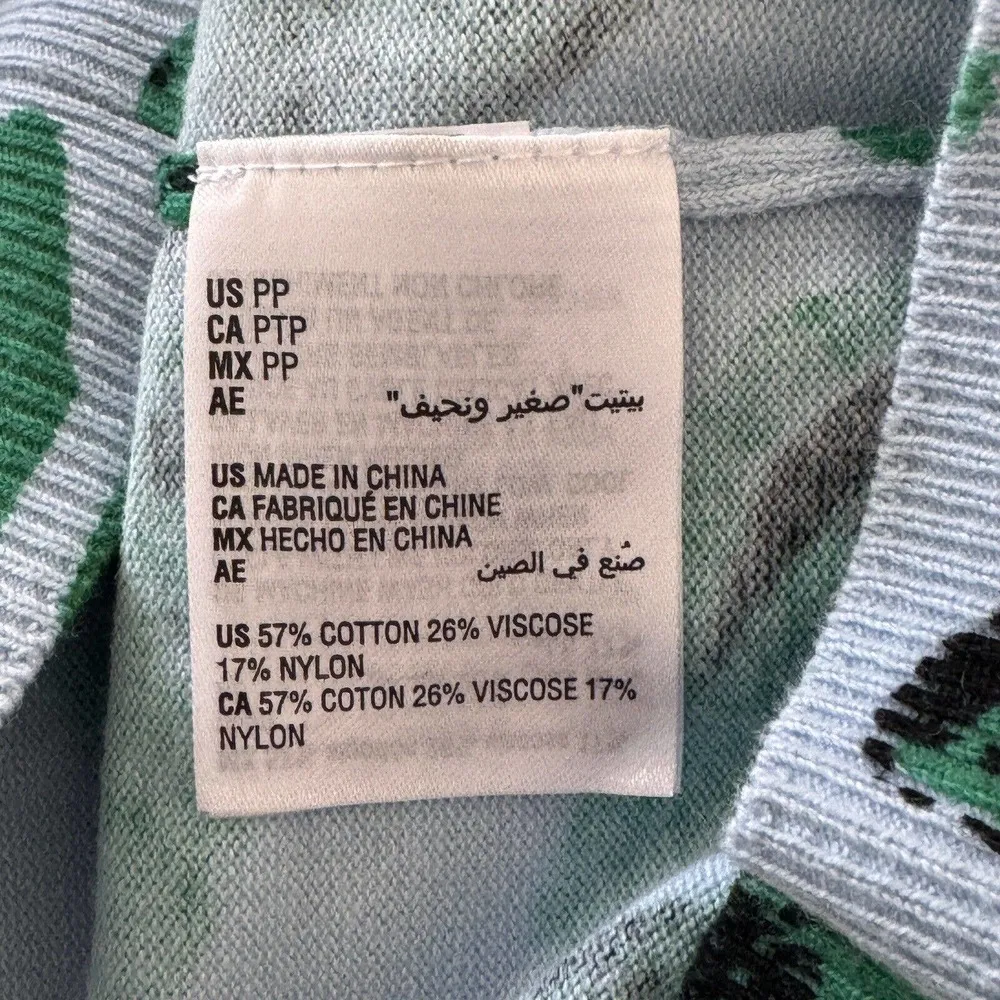 US PP
CA PTP
MX PP
AE بيتيت"صغير ونحيف"
US MADE IN CHINA
CA FABRIQUÉ EN CHINE
MX HECHO EN CHINA
AE صُنع في الصين
US 57% COTTON 26% VISCOSE
17% NYLON
CA 57% COTON 26% VISCOSE 17%
NYLON